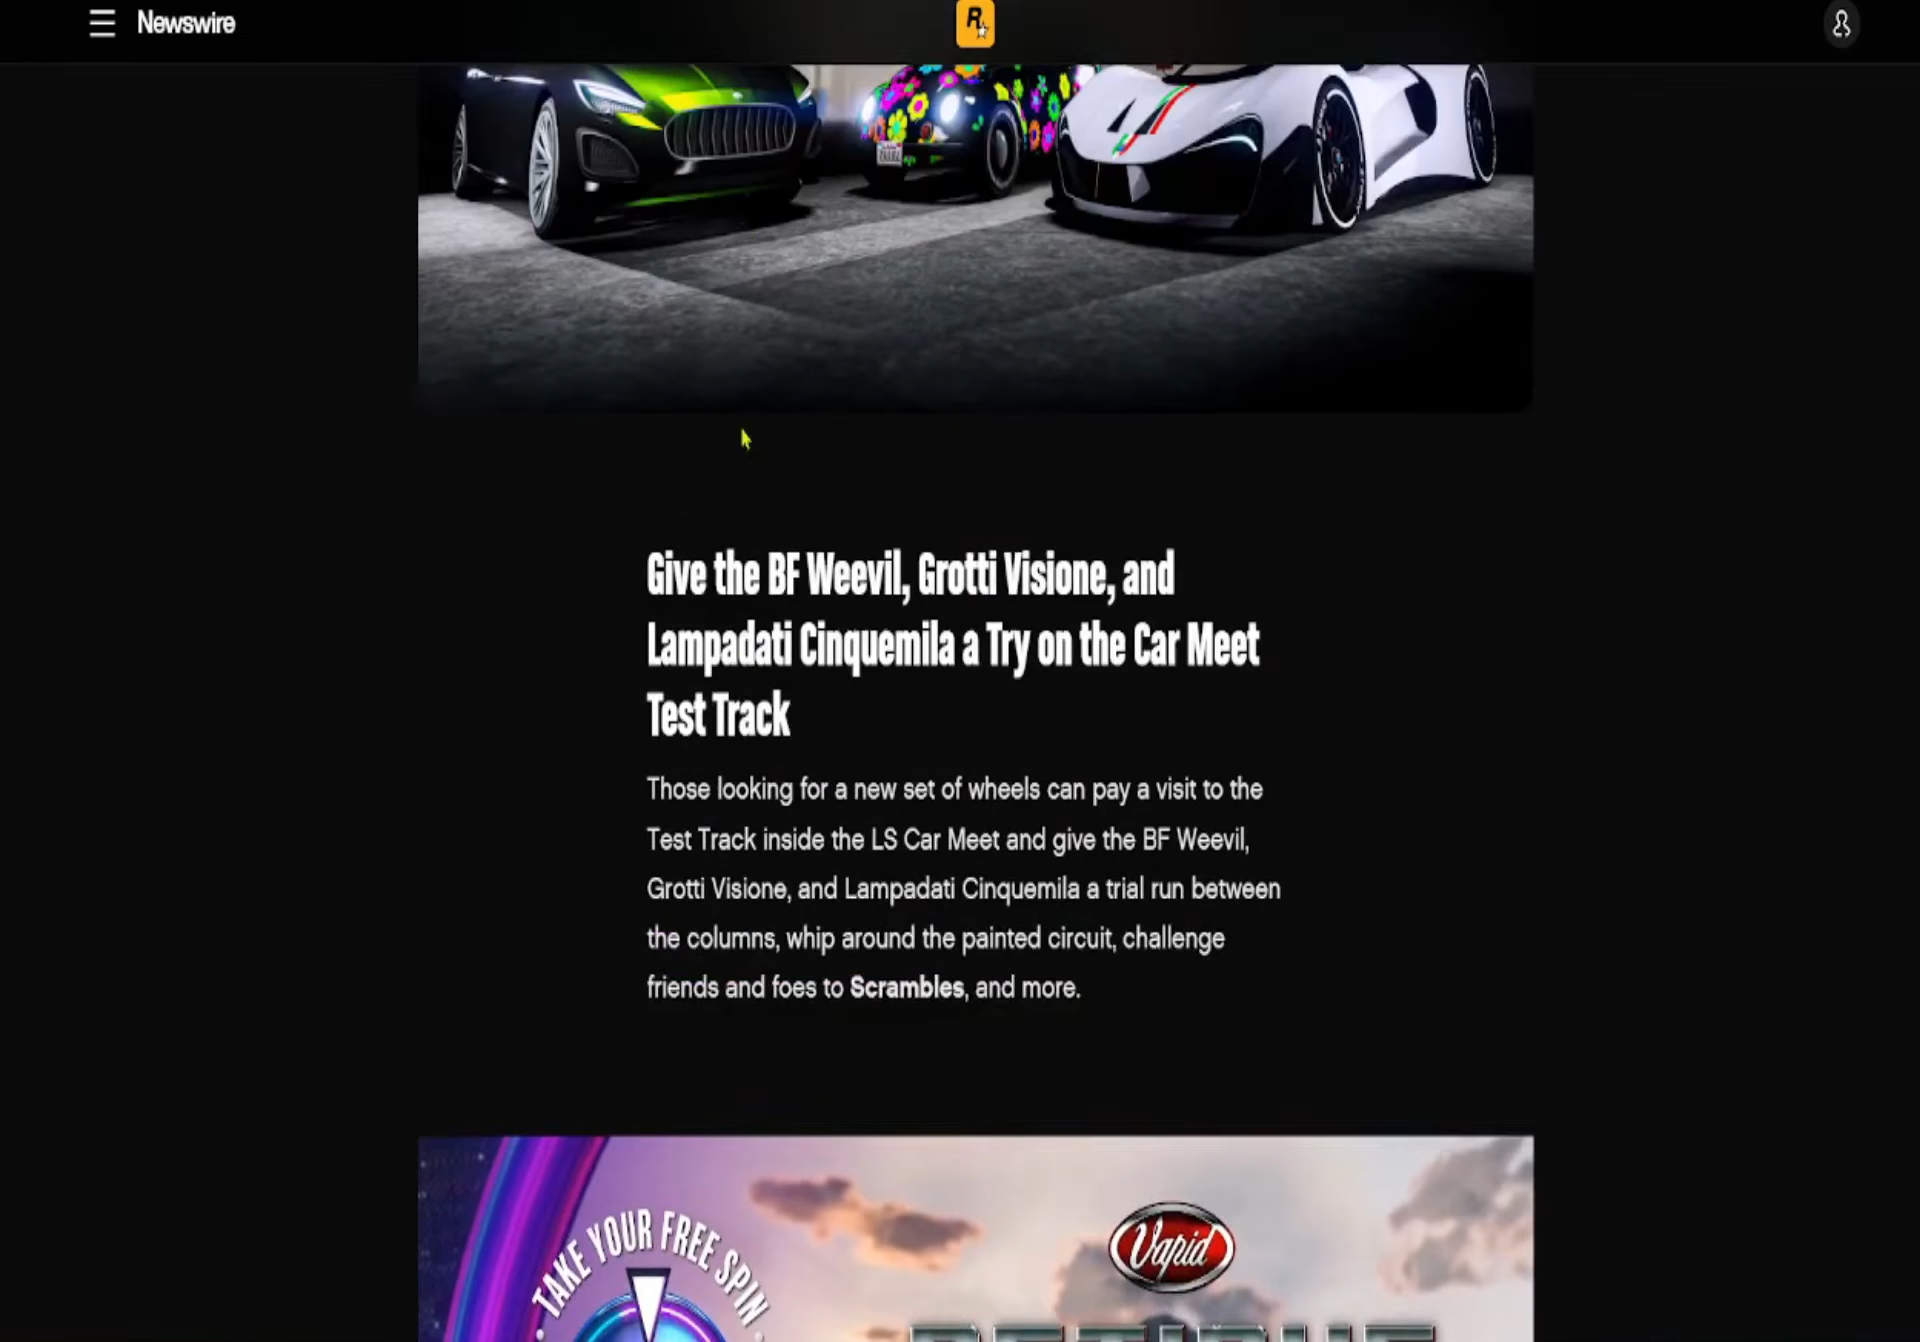 Newswire
R
Give the BF Weevil, Grotti Visione, and
Lampadati Cinquemila a Try on the Car Meet
Test Track
Those looking for a new set of wheels can pay a visit to the
Test Track inside the LS Car Meet and give the BF Weevil,
Grotti Visione, and Lampadati Cinquemila a trial run between
the columns, whip around the painted circuit, challenge
friends and foes to Scrambles, and more.
TAKE YOUR FREE SPIN
Vapid